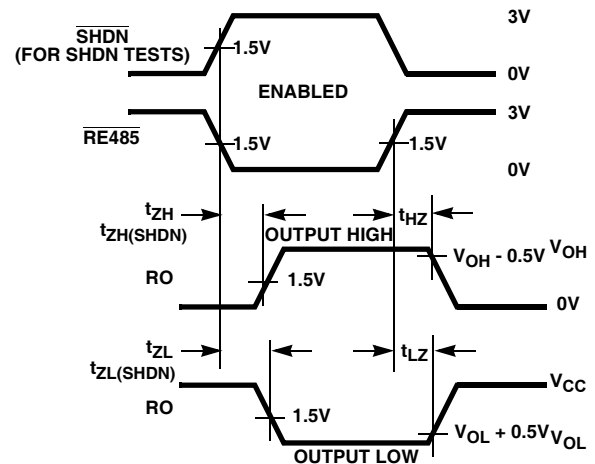 SHDN
(FOR SHDN TESTS)
1.5V
3V
0V
ENABLED
RE485
1.5V
1.5V
3V
0V
tZH
tZH(SHDN)
tHZ
OUTPUT HIGH
RO
1.5V
VOH - 0.5V
VOH
0V
tZL
tZL(SHDN)
tLZ
RO
1.5V
VCC
VOL + 0.5V
VOL
OUTPUT LOW